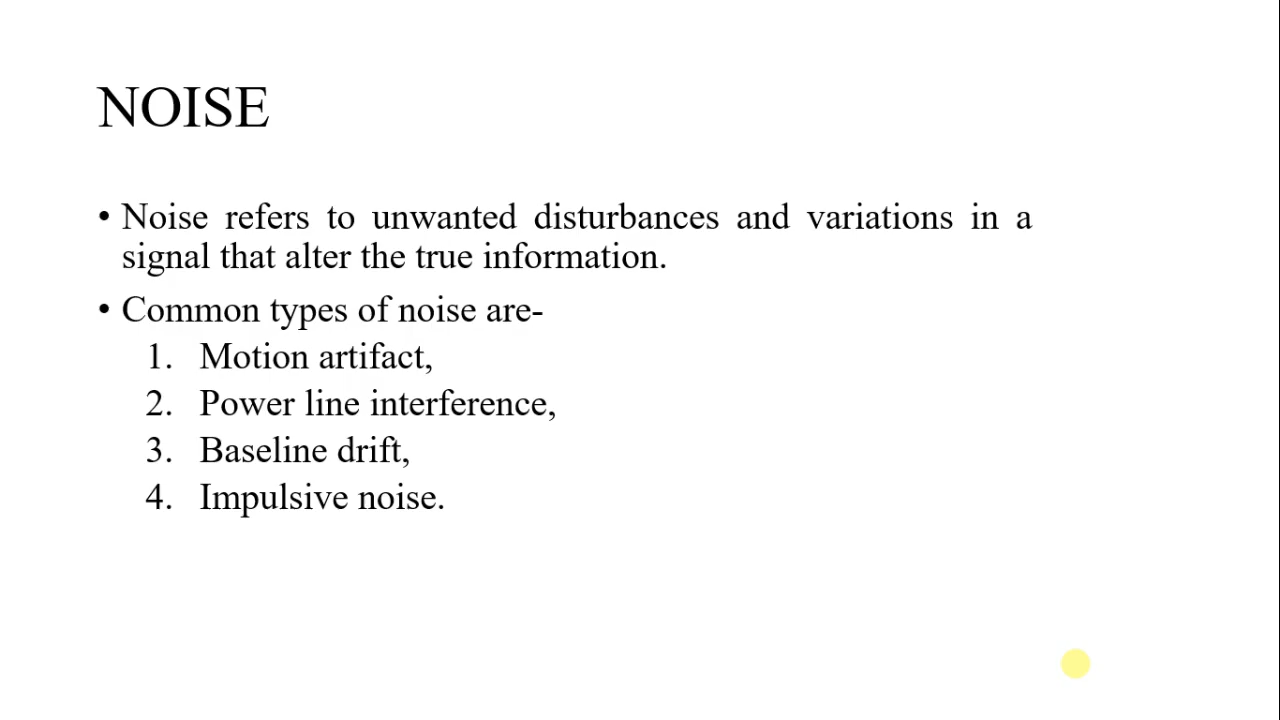 NOISE
• Noise refers to unwanted disturbances and variations in a
signal that alter the true information.
• Common types of noise are-
1. Motion artifact,
2. Power line interference,
3. Baseline drift,
4. Impulsive noise.